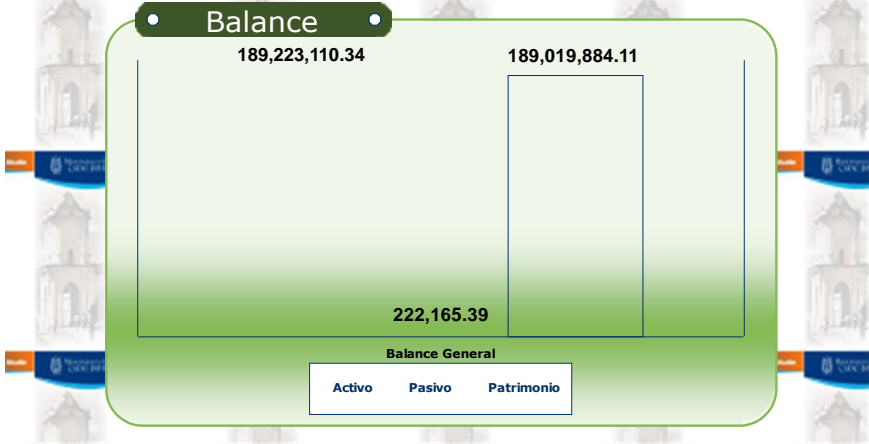 Balance
189,223,110.34 189,019,884.11
222,165.39
Balance General
Activo Pasivo Patrimonio